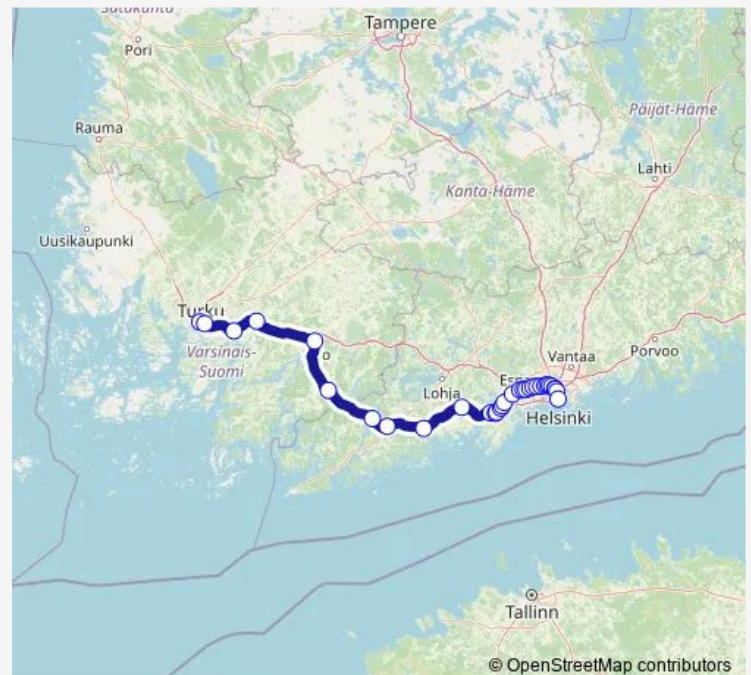 Satakunta
Tampere
Pori
Päijät-Häme
Rauma
Lahti
Kanta-Häme
Uusikaupunki
Turku
Varsinais-
Suomi
Vantaa
Porvoo
Lohja
Helsinki
Tallinn
© OpenStreetMap contributors